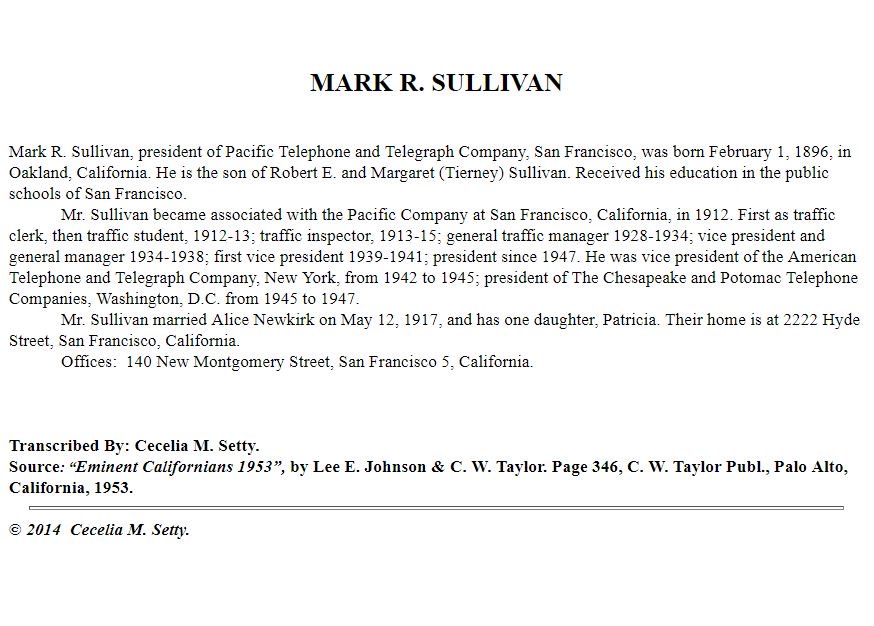 MARK R. SULLIVAN
Mark R. Sullivan, president of Pacific Telephone and Telegraph Company, San Francisco, was born February 1, 1896, in
Oakland, California. He is the son of Robert E. and Margaret (Tierney) Sullivan. Received his education in the public
schools of San Francisco.
Mr. Sullivan became associated with the Pacific Company at San Francisco, California, in 1912. First as traffic
clerk, then traffic student, 1912-13; traffic inspector, 1913-15; general traffic manager 1928-1934; vice president and
general manager 1934-1938; first vice president 1939-1941; president since 1947. He was vice president of the American
Telephone and Telegraph Company, New York, from 1942 to 1945; president of The Chesapeake and Potomac Telephone
Companies, Washington, D.C. from 1945 to 1947.
Mr. Sullivan married Alice Newkirk on May 12, 1917, and has one daughter, Patricia. Their home is at 2222 Hyde
Street, San Francisco, California.
Offices:  140 New Montgomery Street, San Francisco 5, California.
Transcribed By: Cecelia M. Setty.
Source: “Eminent Californians 1953”, by Lee E. Johnson & C. W. Taylor. Page 346, C. W. Taylor Publ., Palo Alto,
California, 1953.
© 2014  Cecelia M. Setty.